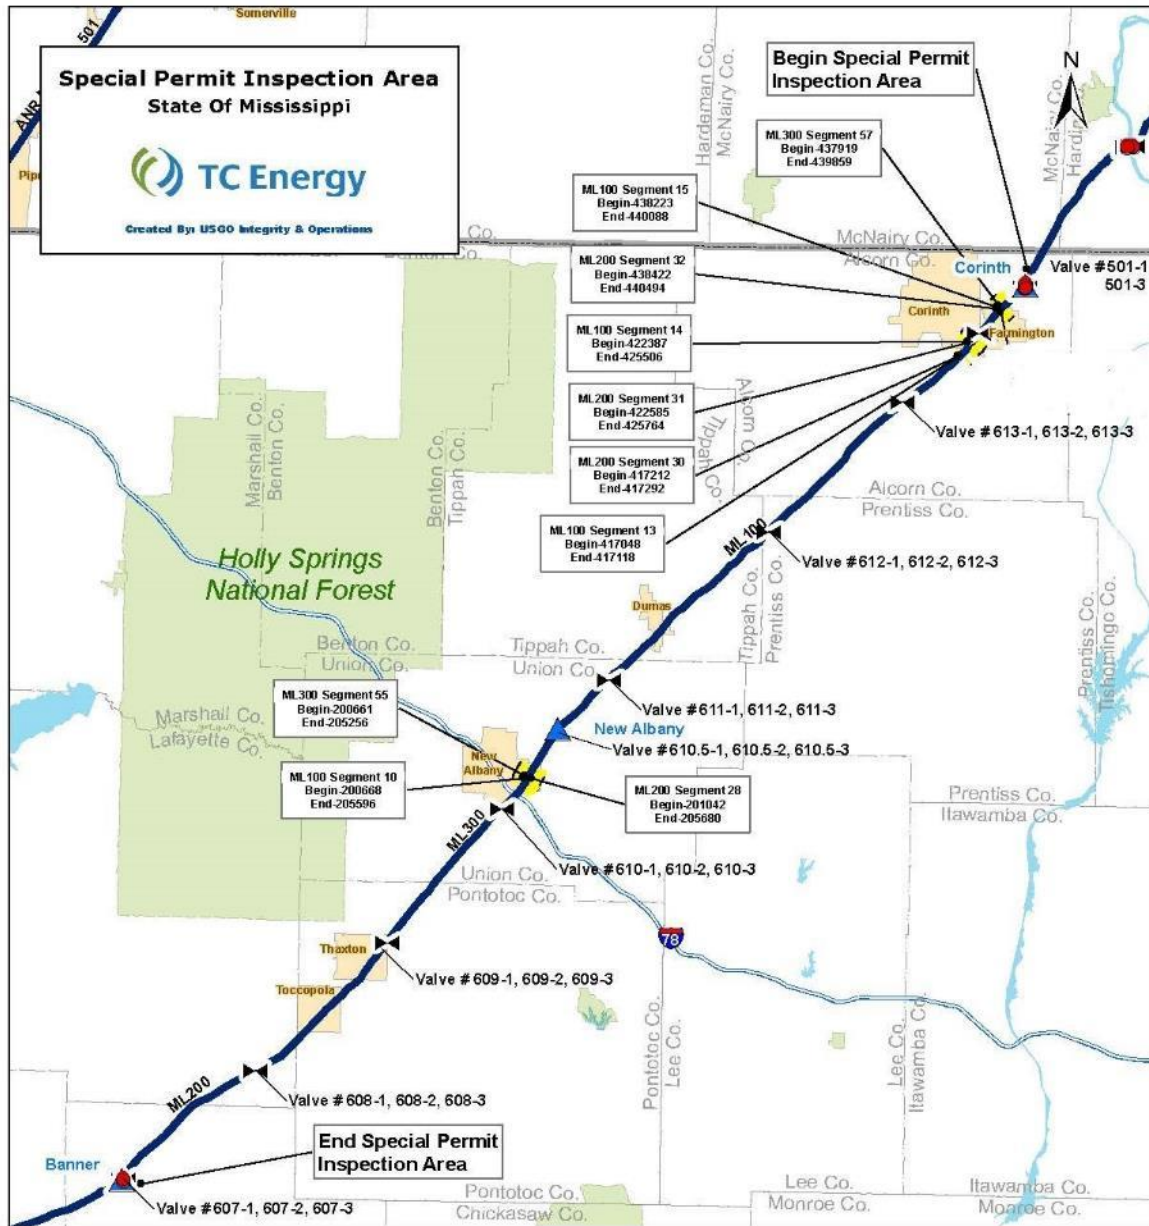 Somerville
501
ANR
Special Permit Inspection Area
State Of Mississippi
TC Energy
Created By: USGO Integrity & Operations
Begin Special Permit
Inspection Area
N
Hardeman Co.
McNairy Co.
McNairy Co.
ML300 Segment 57
Begin-437919
End-439859
ML100 Segment 15
Begin-438223
End-440088
McNairy Co.
Alcorn Co.
ML200 Segment 32
Begin-438422
End-440494
Corinth
Valve #501-1
501-3
Corinth
Farmington
ML100 Segment 14
Begin-422387
End-425506
ML200 Segment 31
Begin-422585
End-425764
Alcorn Co.
Tippah Co.
Valve #613-1, 613-2, 613-3
Marshall Co.
Benton Co.
Benton Co.
Tippah Co.
ML200 Segment 30
Begin-417212
End-417292
Alcorn Co.
Prentiss Co.
ML100 Segment 13
Begin-417048
End-417118
ML100
Valve #612-1, 612-2, 612-3
Holly Springs
National Forest
Dumas
Tippah Co.
Prentiss Co.
Prentiss Co.
Tishomingo Co.
Benton Co.
Union Co.
Tippah Co.
Union Co.
ML300 Segment 55
Begin-200661
End-205256
Marshall Co.
Lafayette Co.
Valve #611-1, 611-2, 611-3
New Albany
Valve #610.5-1, 610.5-2, 610.5-3
New
Albany
ML100 Segment 10
Begin-200668
End-205596
ML200 Segment 28
Begin-201042
End-205680
Prentiss Co.
Itawamba Co.
ML300
Valve #610-1, 610-2, 610-3
Union Co.
Pontotoc Co.
78
Thaxton
Valve #609-1, 609-2, 609-3
Toccopola
Pontotoc Co.
Lee Co.
Lee Co.
Itawamba Co.
ML200
Valve #608-1, 608-2, 608-3
End Special Permit
Inspection Area
Banner
Valve #607-1, 607-2, 607-3
Pontotoc Co.
Chickasaw Co.
Lee Co.
Monroe Co.
Itawamba Co.
Monroe Co.